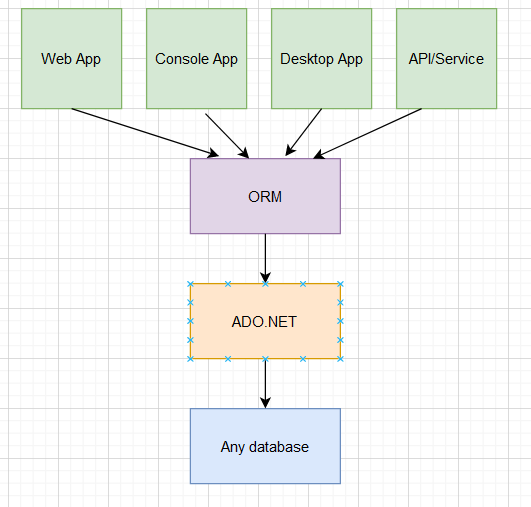 Web App
Console App
Desktop App
API/Service
ORM
ADO.NET
Any database